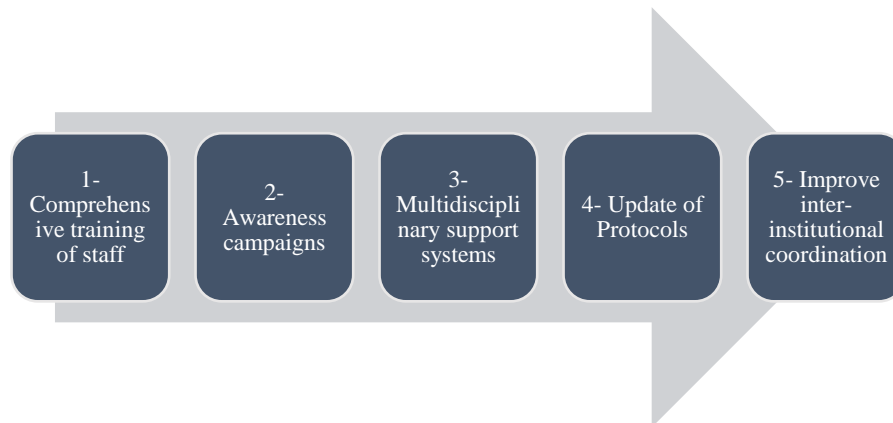 1-
Comprehens
ive training
of staff
2-
Awareness
campaigns
3-
Multidiscipli
nary support
systems
4- Update of
Protocols
5- Improve
inter-
institutional
coordination